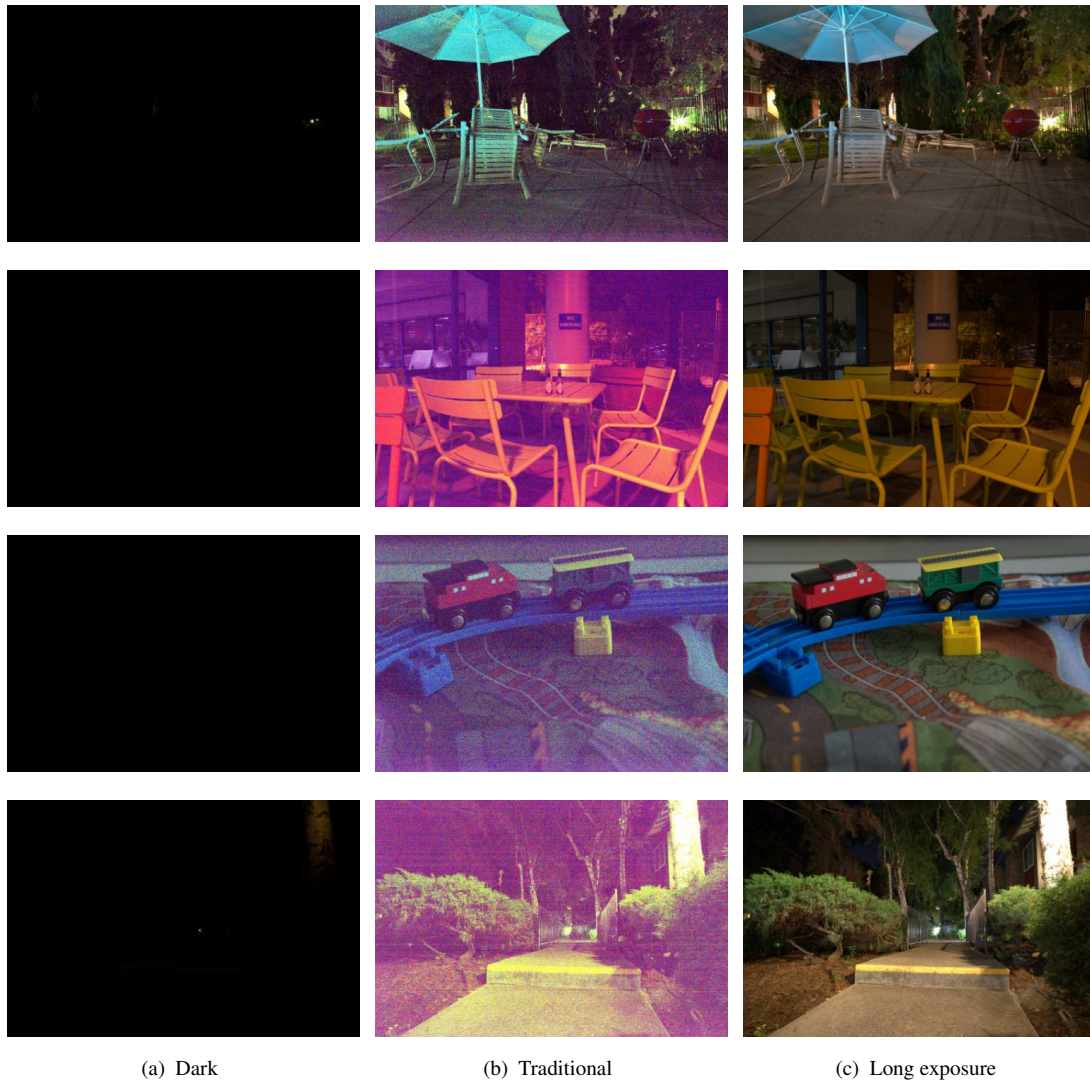 NO
SMOKING
NO
SMOKING
(a) Dark
(b) Traditional
(c) Long exposure